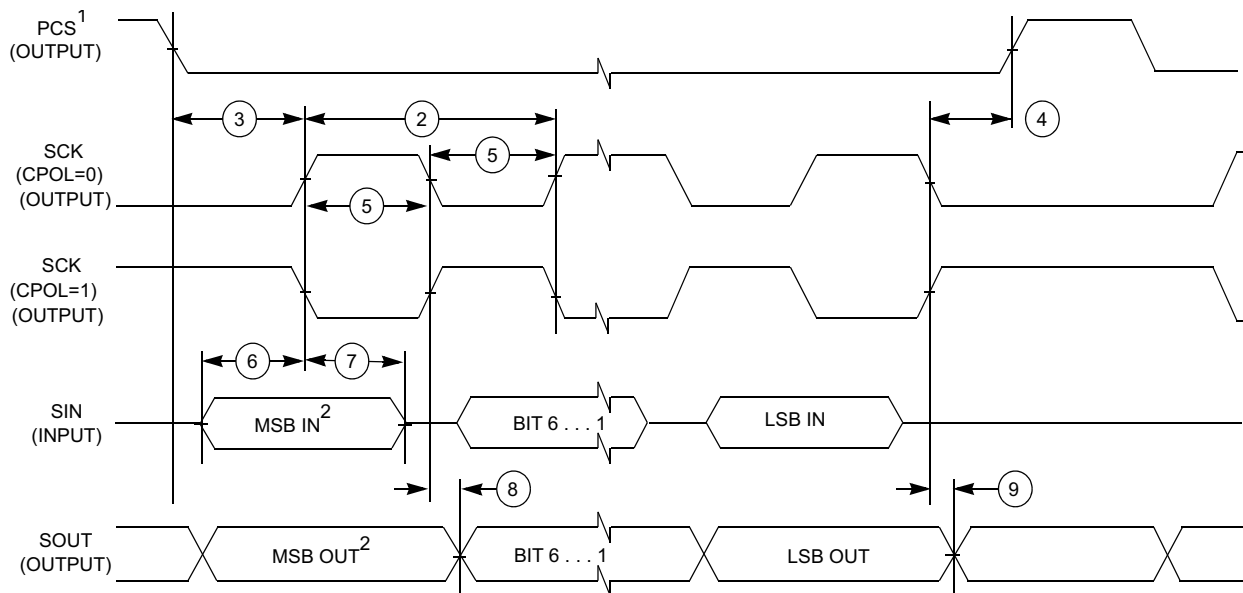 PCS1
(OUTPUT)
3
2
4
SCK
(CPOL=0)
(OUTPUT)
5
5
SCK
(CPOL=1)
(OUTPUT)
6
7
SIN
(INPUT)
MSB IN2
BIT 6 . . . 1
LSB IN
8
9
SOUT
(OUTPUT)
MSB OUT2
BIT 6 . . . 1
LSB OUT